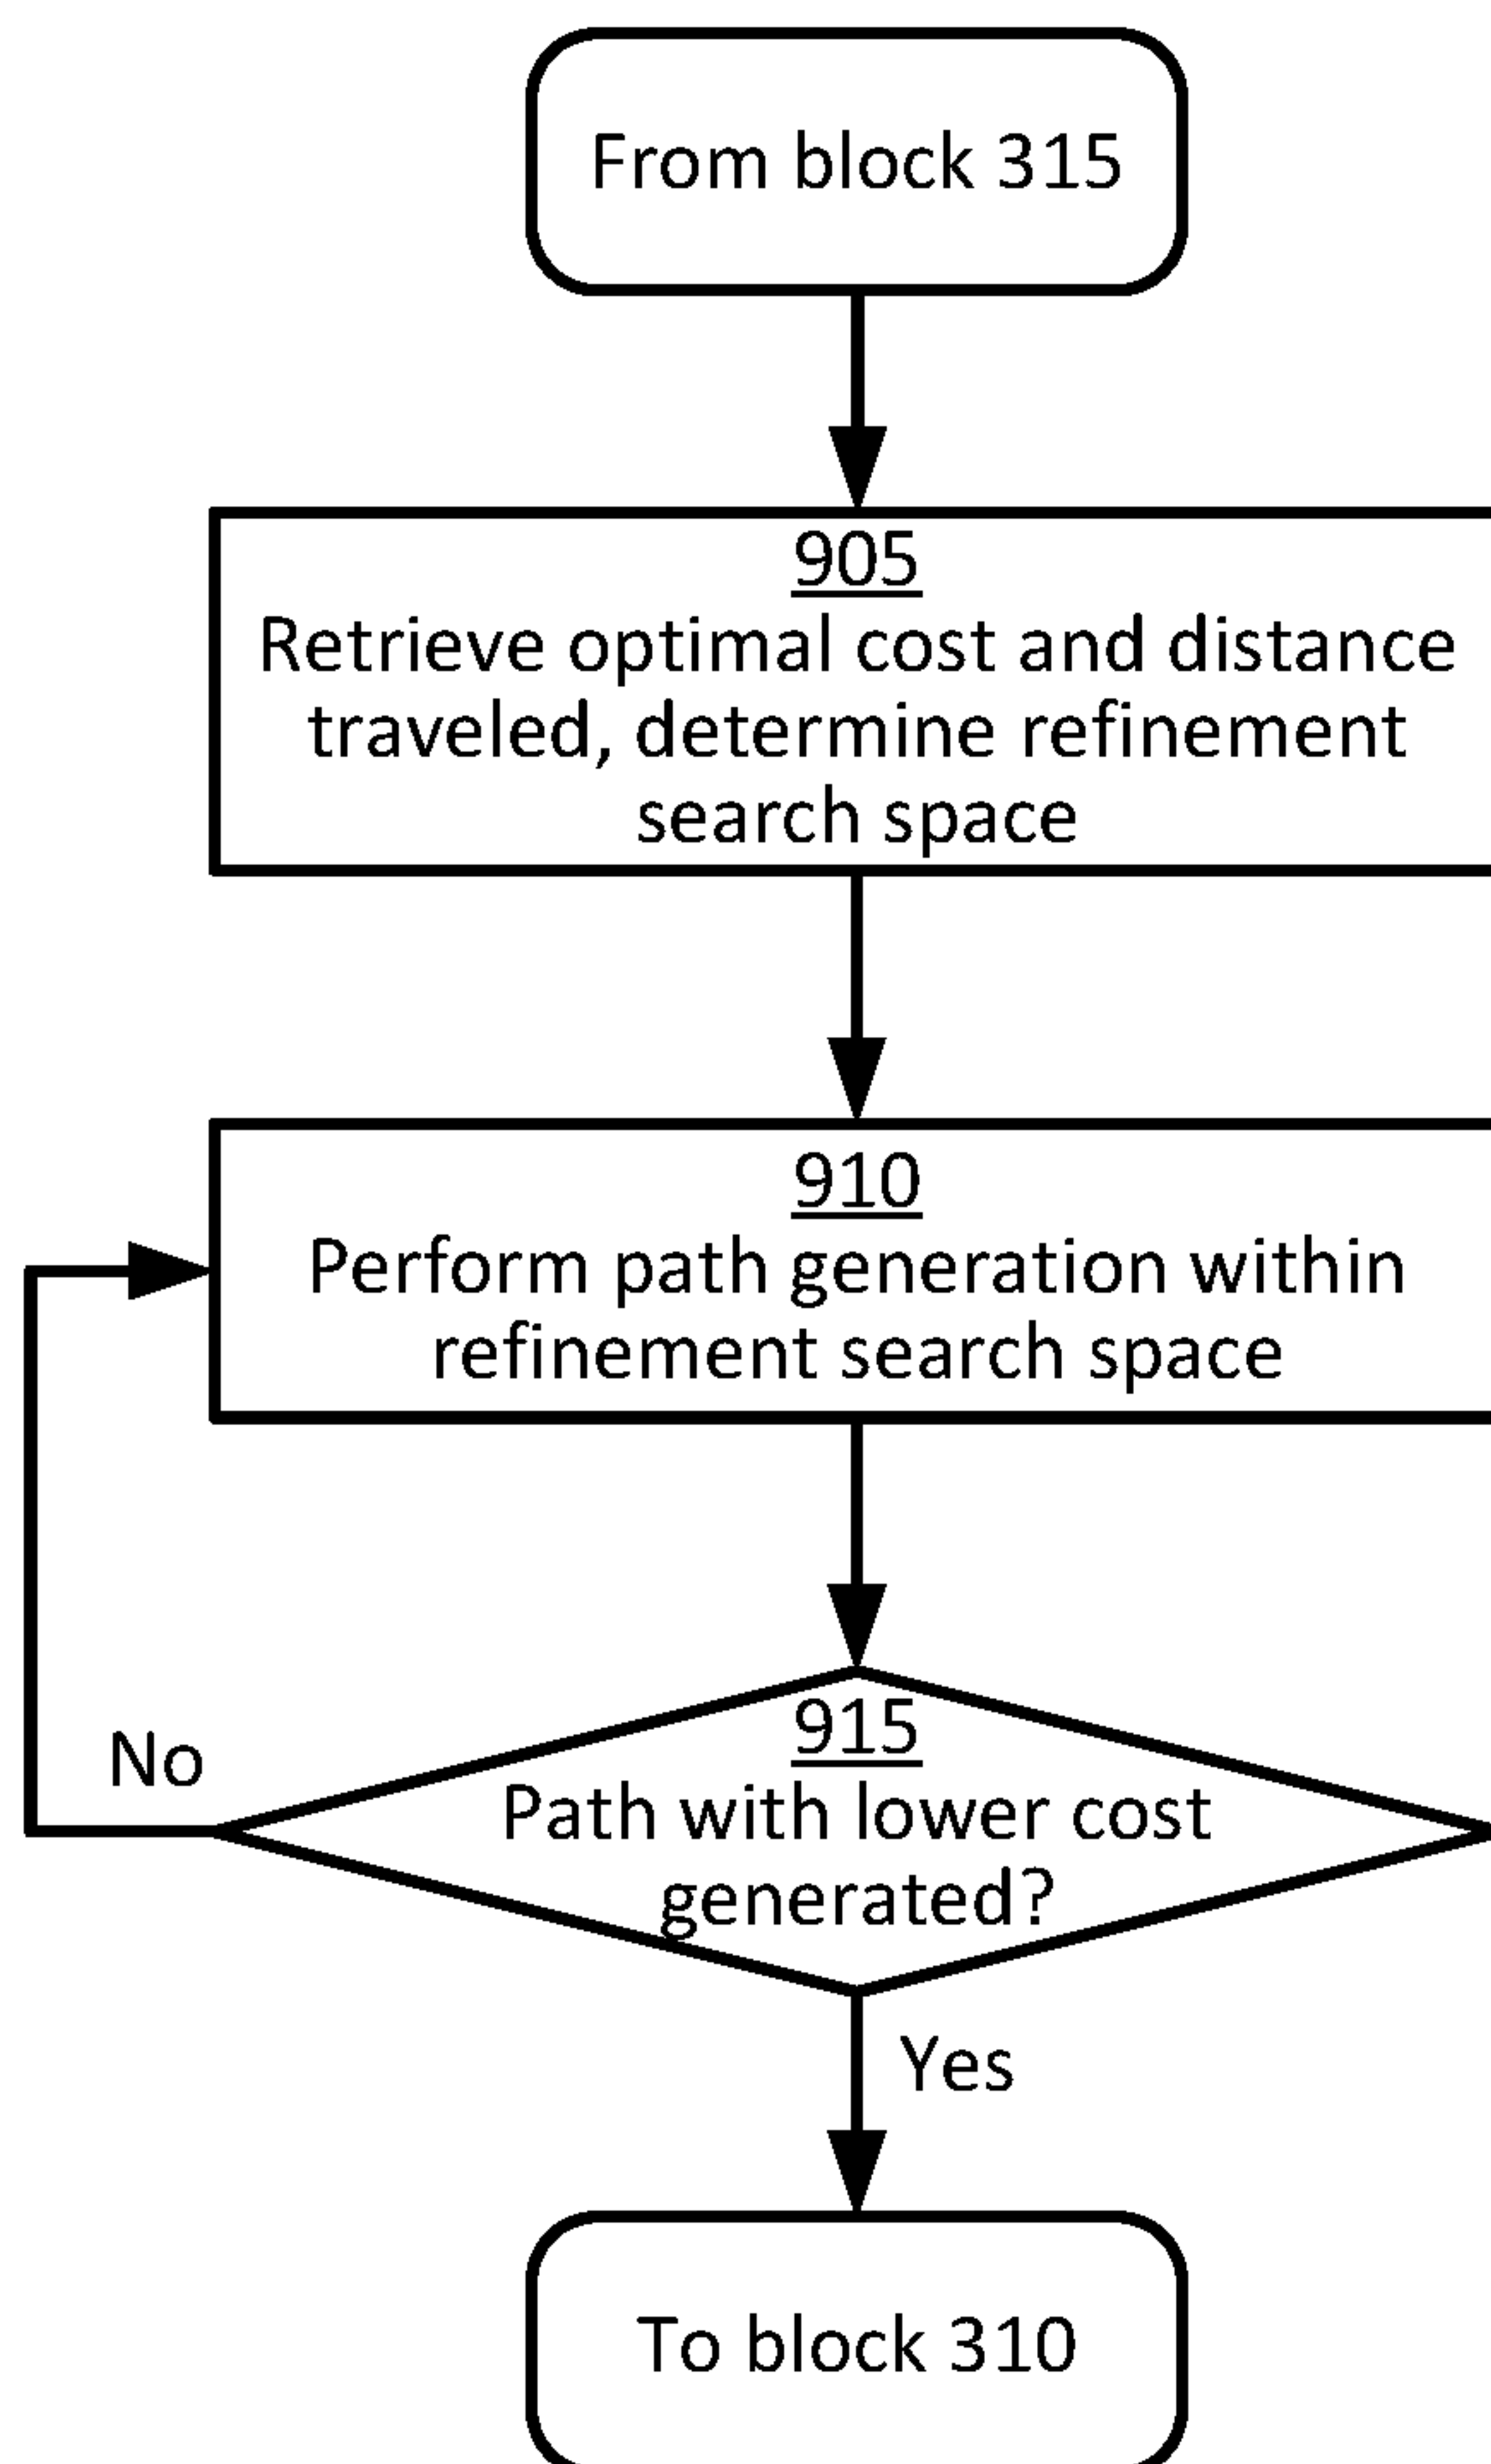 From block 315
905
Retrieve optimal cost and distance
traveled, determine refinement
search space
910
Perform path generation within
refinement search space
915
Path with lower cost
generated?
No
Yes
To block 310